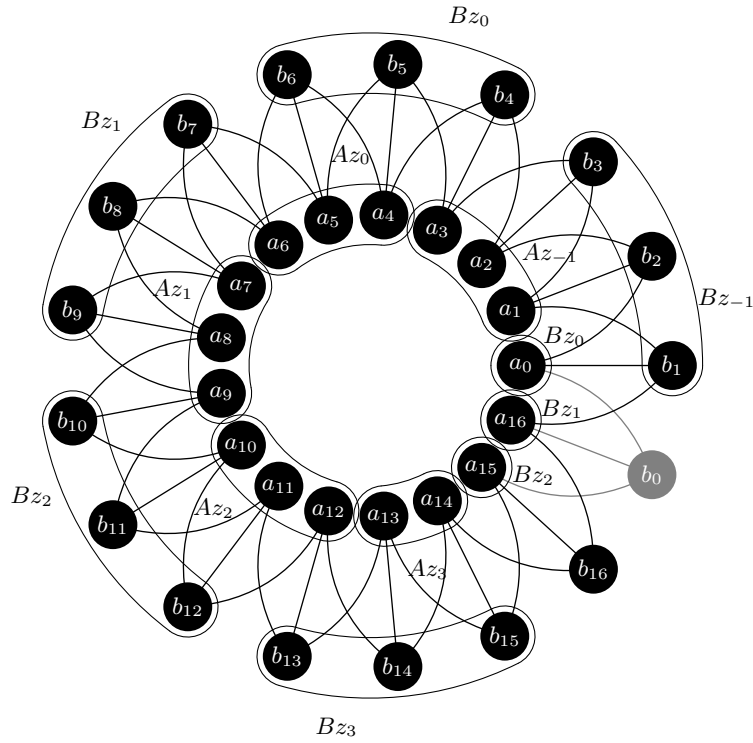 Bz₀
b₅
b₆
b₄
Bz₁
b₇
Az₀
b₃
b₈
a₄
a₅
a₃
a₆
a₂
Az₋₁
b₂
a₇
Az₁
Bz₋₁
b₉
a₁
a₈
Bz₀
a₀
b₁
a₉
Bz₁
a₁₆
b₁₀
a₁₀
a₁₅
Bz₂
b₀
Bz₂
a₁₁
a₁₄
Az₂
a₁₂
a₁₃
b₁₁
Az₃
b₁₆
b₁₂
b₁₅
b₁₃
b₁₄
Bz₃